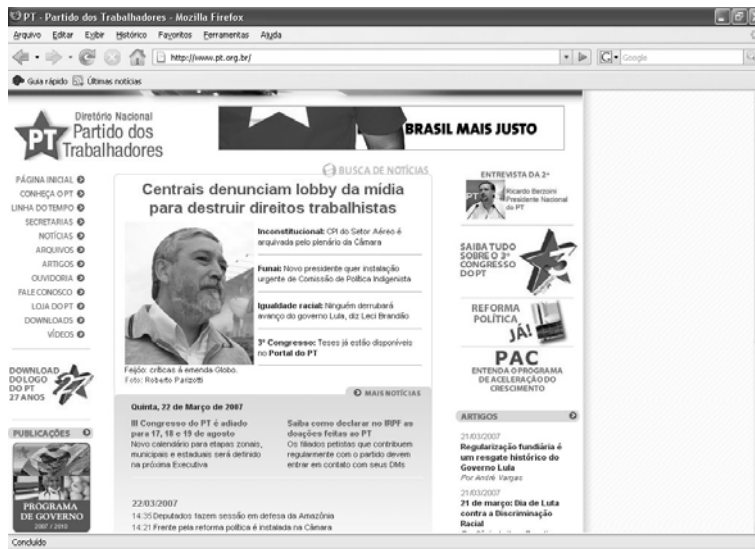 PT - Partido dos Trabalhadores - Mozilla Firefox
Arquivo Editar Exibir Histórico Favoritos Ferramentas Ajuda
http://www.pt.org.br/
Google
Guia rápido Últimas notícias
Diretório Nacional
PT Partido dos
Trabalhadores
BRASIL MAIS JUSTO
PÁGINA INICIAL
CONHEÇA O PT
LINHA DO TEMPO
SECRETARIAS
NOTÍCIAS
ARQUIVOS
ARTIGOS
OUVIDORIA
FALE CONOSCO
LOJA DO PT
DOWNLOADS
VÍDEOS
DOWNLOAD
DO LOGO
DO PT
27 ANOS
PUBLICAÇÕES
PROGRAMA
DE GOVERNO
2007 / 2010
BUSCA DE NOTÍCIAS
Centrais denunciam lobby da mídia
para destruir direitos trabalhistas
Feijóo: críticas á emenda Globo.
Foto: Roberto Parizotti
Inconstitucional: CPI do Setor Aéreo é
arquivada pelo plenário da Câmara
Funai: Novo presidente quer instalação
urgente de Comissão de Política Indigenista
Igualdade racial: Ninguém derrubará
avanço do governo Lula, diz Leci Brandão
3º Congresso: Teses já estão disponíveis
no Portal do PT
MAIS NOTÍCIAS
Quinta, 22 de Março de 2007
III Congresso do PT é adiado
para 17, 18 e 19 de agosto
Novo calendário para etapas zonais,
municipais e estaduais será definido
na próxima Executiva
Saiba como declarar no IRPF as
doações feitas ao PT
Os filiados petistas que contribuem
regularmente com o partido devem
entrar em contato com seus DMs
22/03/2007
14:35 Deputados fazem sessão em defesa da Amazônia
14:21 Frente pela reforma política é instalada na Câmara
ENTREVISTA DA 2ª
Ricardo Berzoini
Presidente Nacional
do PT
SAIBA TUDO
SOBRE O 3º
CONGRESSO
DO PT
REFORMA
POLÍTICA
JÁ!
PAC
ENTENDA O PROGRAMA
DE ACELERAÇÃO DO
CRESCIMENTO
ARTIGOS
21/03/2007
Regularização fundiária é
um resgate histórico do
Governo Lula
Por André Vargas
21/03/2007
21 de março: Dia de Luta
contra a Discriminação
Racial
Concluído